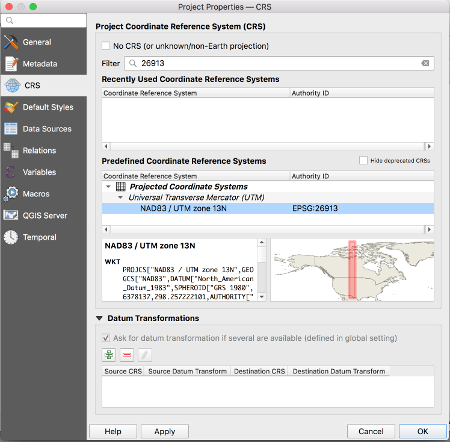 Project Properties — CRS
General
Metadata
CRS
Default Styles
Data Sources
Relations
Variables
Macros
QGIS Server
Temporal
Project Coordinate Reference System (CRS)
No CRS (or unknown/non-Earth projection)
Filter 26913
Recently Used Coordinate Reference Systems
Coordinate Reference System Authority ID
Predefined Coordinate Reference Systems Hide deprecated CRSs
Coordinate Reference System Authority ID
Projected Coordinate Systems
Universal Transverse Mercator (UTM)
NAD83 / UTM zone 13N EPSG:26913
NAD83 / UTM zone 13N
WKT
PROJCS["NAD83 / UTM zone 13N",GEO
GCS["NAD83",DATUM["North_American
_Datum_1983",SPHEROID["GRS 1980",
6378137,298.257222101,AUTHORITY["
Datum Transformations
Ask for datum transformation if several are available (defined in global setting)
Source CRS Source Datum Transform Destination CRS Destination Datum Transform
Help Apply Cancel OK